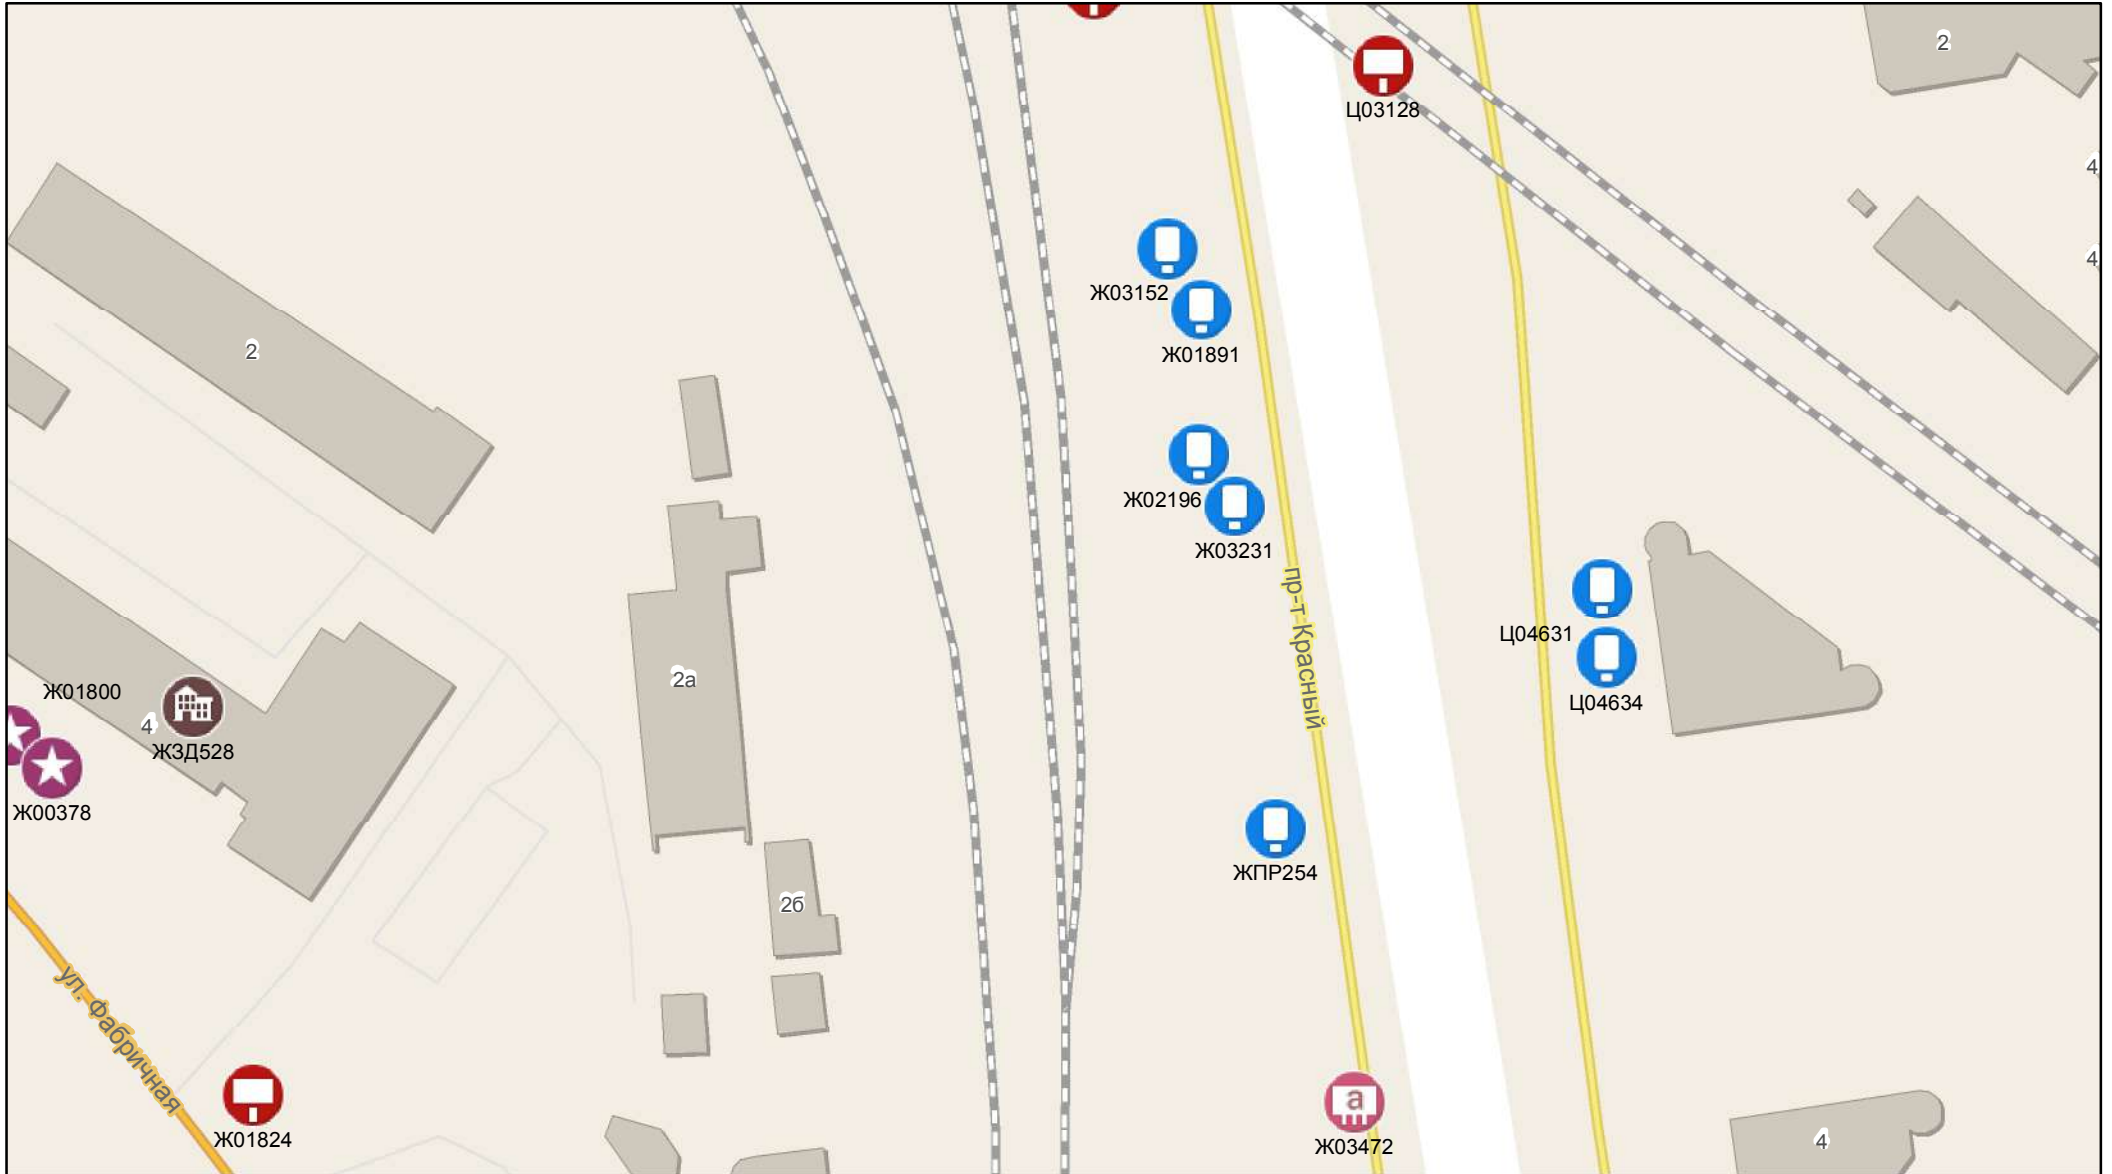 2
Ц03128
4
4
Ж03152
Ж01891
2
Ж02196
Ж03231
пр-т Красный
Ц04631
Ц04634
2а
Ж01800
4
ЖЗД528
Ж00378
ЖПР254
2б
ул. Фабричная
Ж01824
а
Ж03472
4